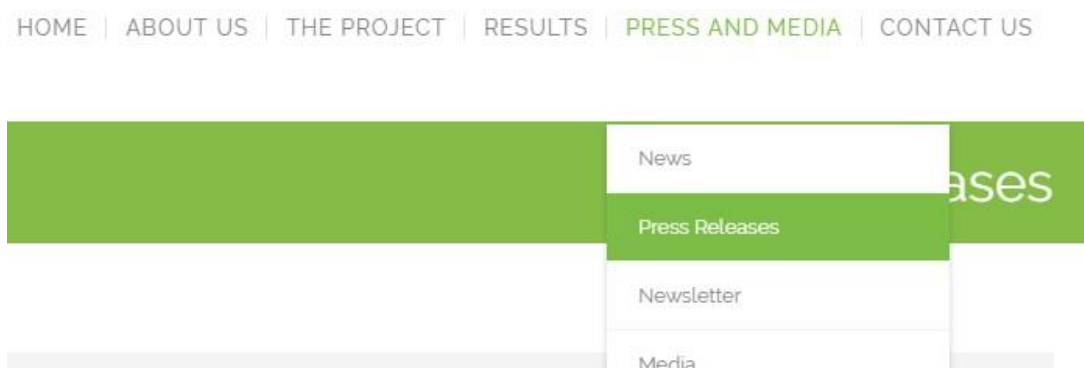 HOME | ABOUT US | THE PROJECT | RESULTS | PRESS AND MEDIA | CONTACT US
News
ases
Press Releases
Newsletter
Media